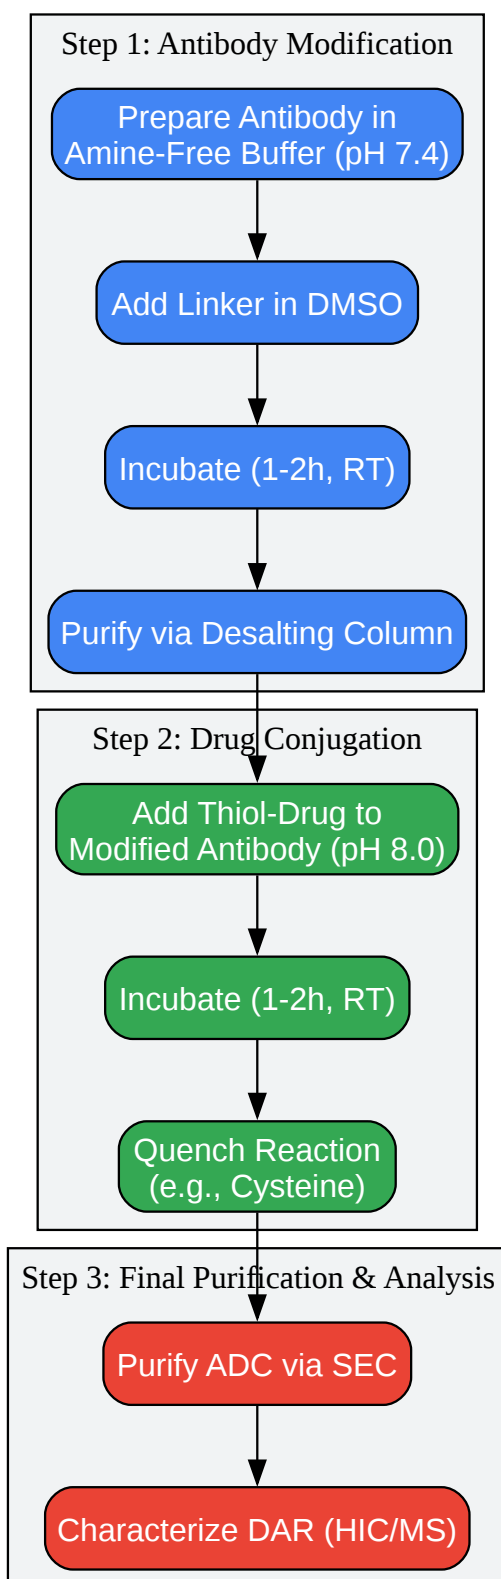 Step 1: Antibody Modification
Prepare Antibody in
Amine-Free Buffer (pH 7.4)
Add Linker in DMSO
Incubate (1-2h, RT)
Purify via Desalting Column
Step 2: Drug Conjugation
Add Thiol-Drug to
Modified Antibody (pH 8.0)
Incubate (1-2h, RT)
Quench Reaction
(e.g., Cysteine)
Step 3: Final Purification & Analysis
Purify ADC via SEC
Characterize DAR (HIC/MS)